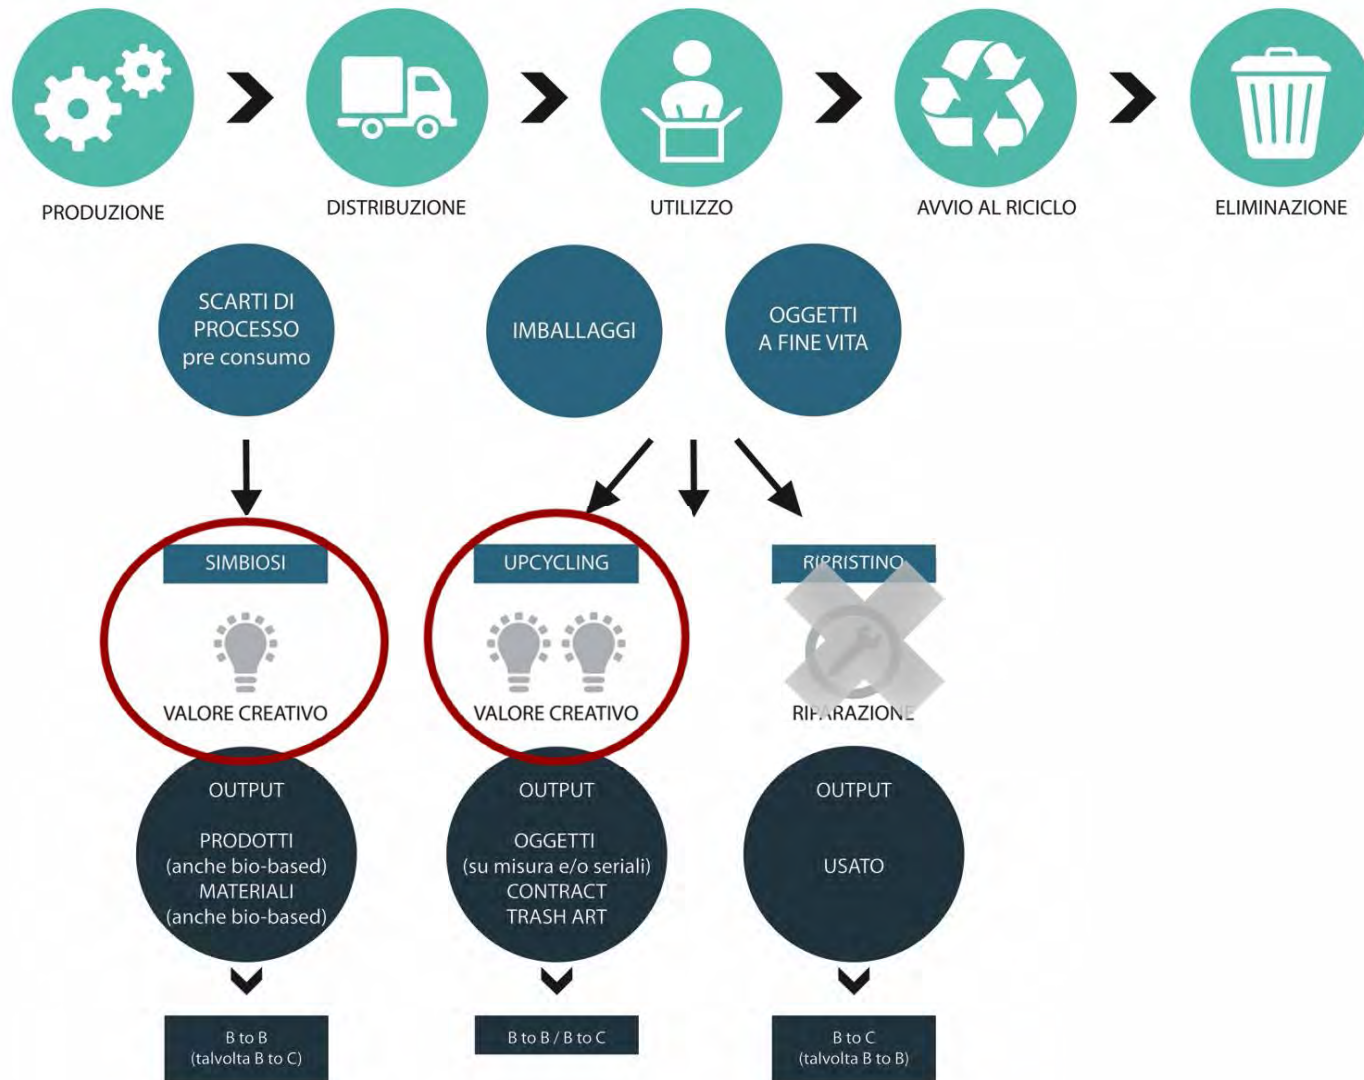 PRODUZIONE
DISTRIBUZIONE
UTILIZZO
AVVIO AL RICICLO
ELIMINAZIONE
SCARTI DI
PROCESSO
pre consumo
IMBALLAGGI
OGGETTI
A FINE VITA
SIMBIOSI
VALORE CREATIVO
UPCYCLING
VALORE CREATIVO
RIPRISTINO
RIPARAZIONE
OUTPUT
PRODOTTI
(anche bio-based)
MATERIALI
(anche bio-based)
OUTPUT
OGGETTI
(su misura e/o seriali)
CONTRACT
TRASH ART
OUTPUT
USATO
B to B
(talvolta B to C)
B to B / B to C
B to C
(talvolta B to B)